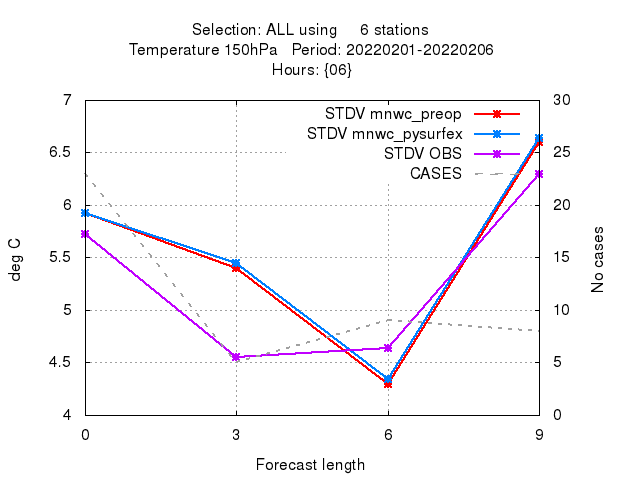 Selection: ALL using     6 stations
Temperature 150hPa   Period: 20220201-20220206
Hours: {06}
STDV mnwc_preop
STDV mnwc_pysurfex
STDV OBS
CASES
deg C
7
6.5
6
5.5
5
4.5
4
30
25
20
15
10
5
0
No cases
0 3 6 9
Forecast length